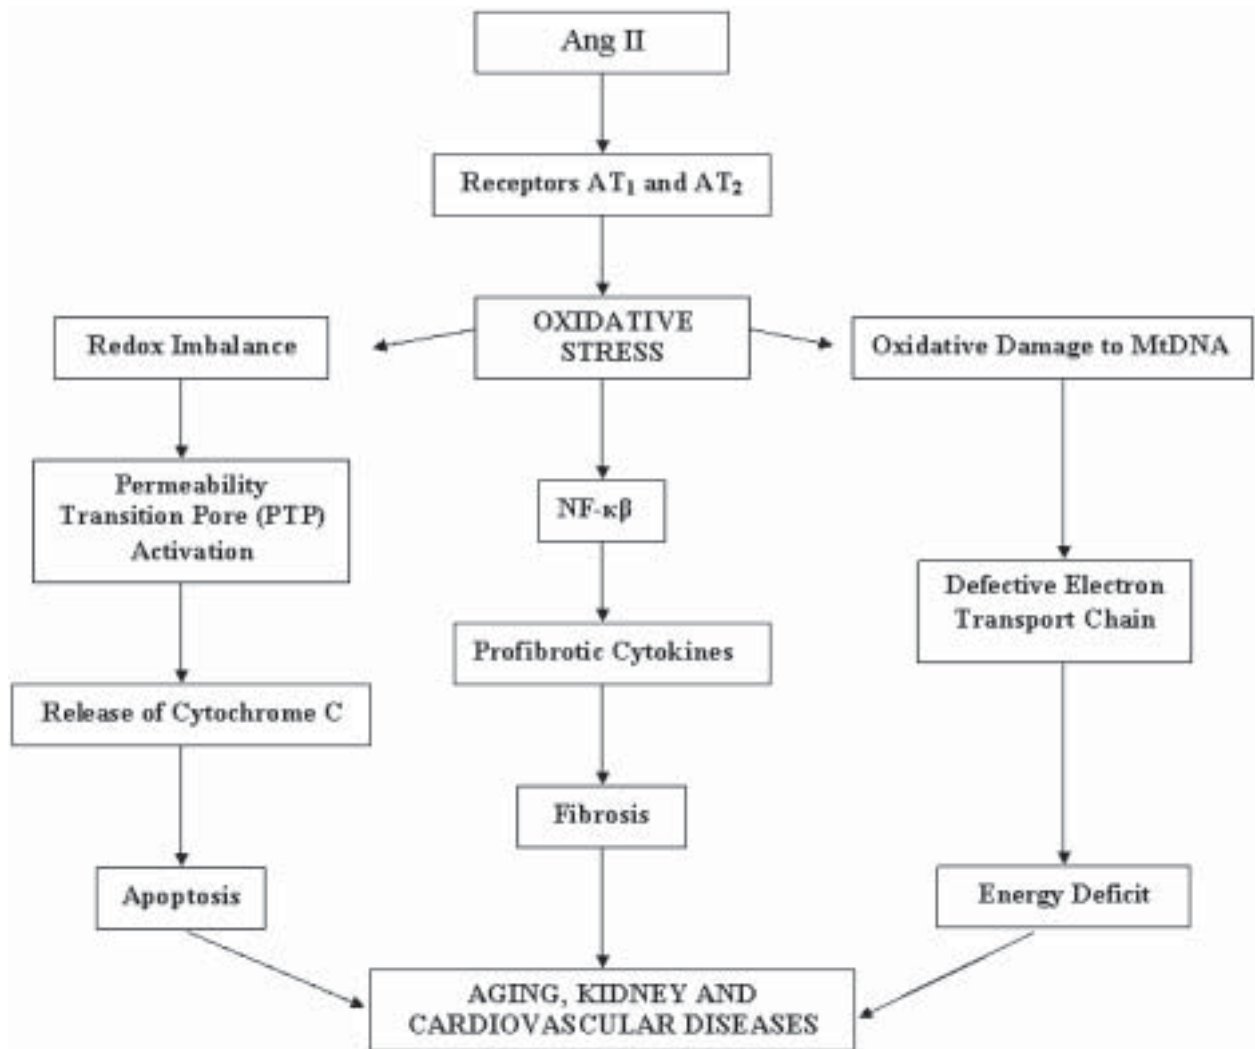 Ang II
Receptors AT₁ and AT₂
OXIDATIVE
STRESS
Redox Imbalance
Oxidative Damage to MtDNA
Permeability
Transition Pore (PTP)
Activation
NF-κβ
Defective Electron
Transport Chain
Profibrotic Cytokines
Release of Cytochrome C
Fibrosis
Apoptosis
Energy Deficit
AGING, KIDNEY AND
CARDIOVASCULAR DISEASES